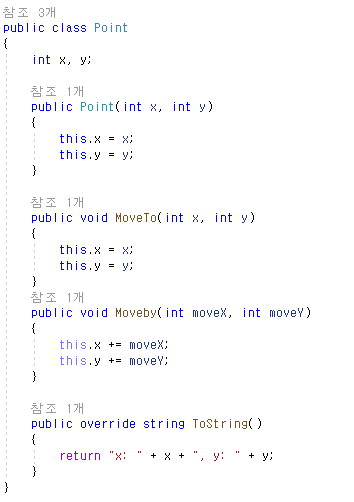 참조 3개
public class Point
{
int x, y;
참조 1개
public Point(int x, int y)
{
this.x = x;
this.y = y;
}
참조 1개
public void MoveTo(int x, int y)
{
this.x = x;
this.y = y;
}
참조 1개
public void Moveby(int moveX, int moveY)
{
this.x += moveX;
this.y += moveY;
}
참조 1개
public override string ToString()
{
return "x: " + x + ", y: " + y;
}
}